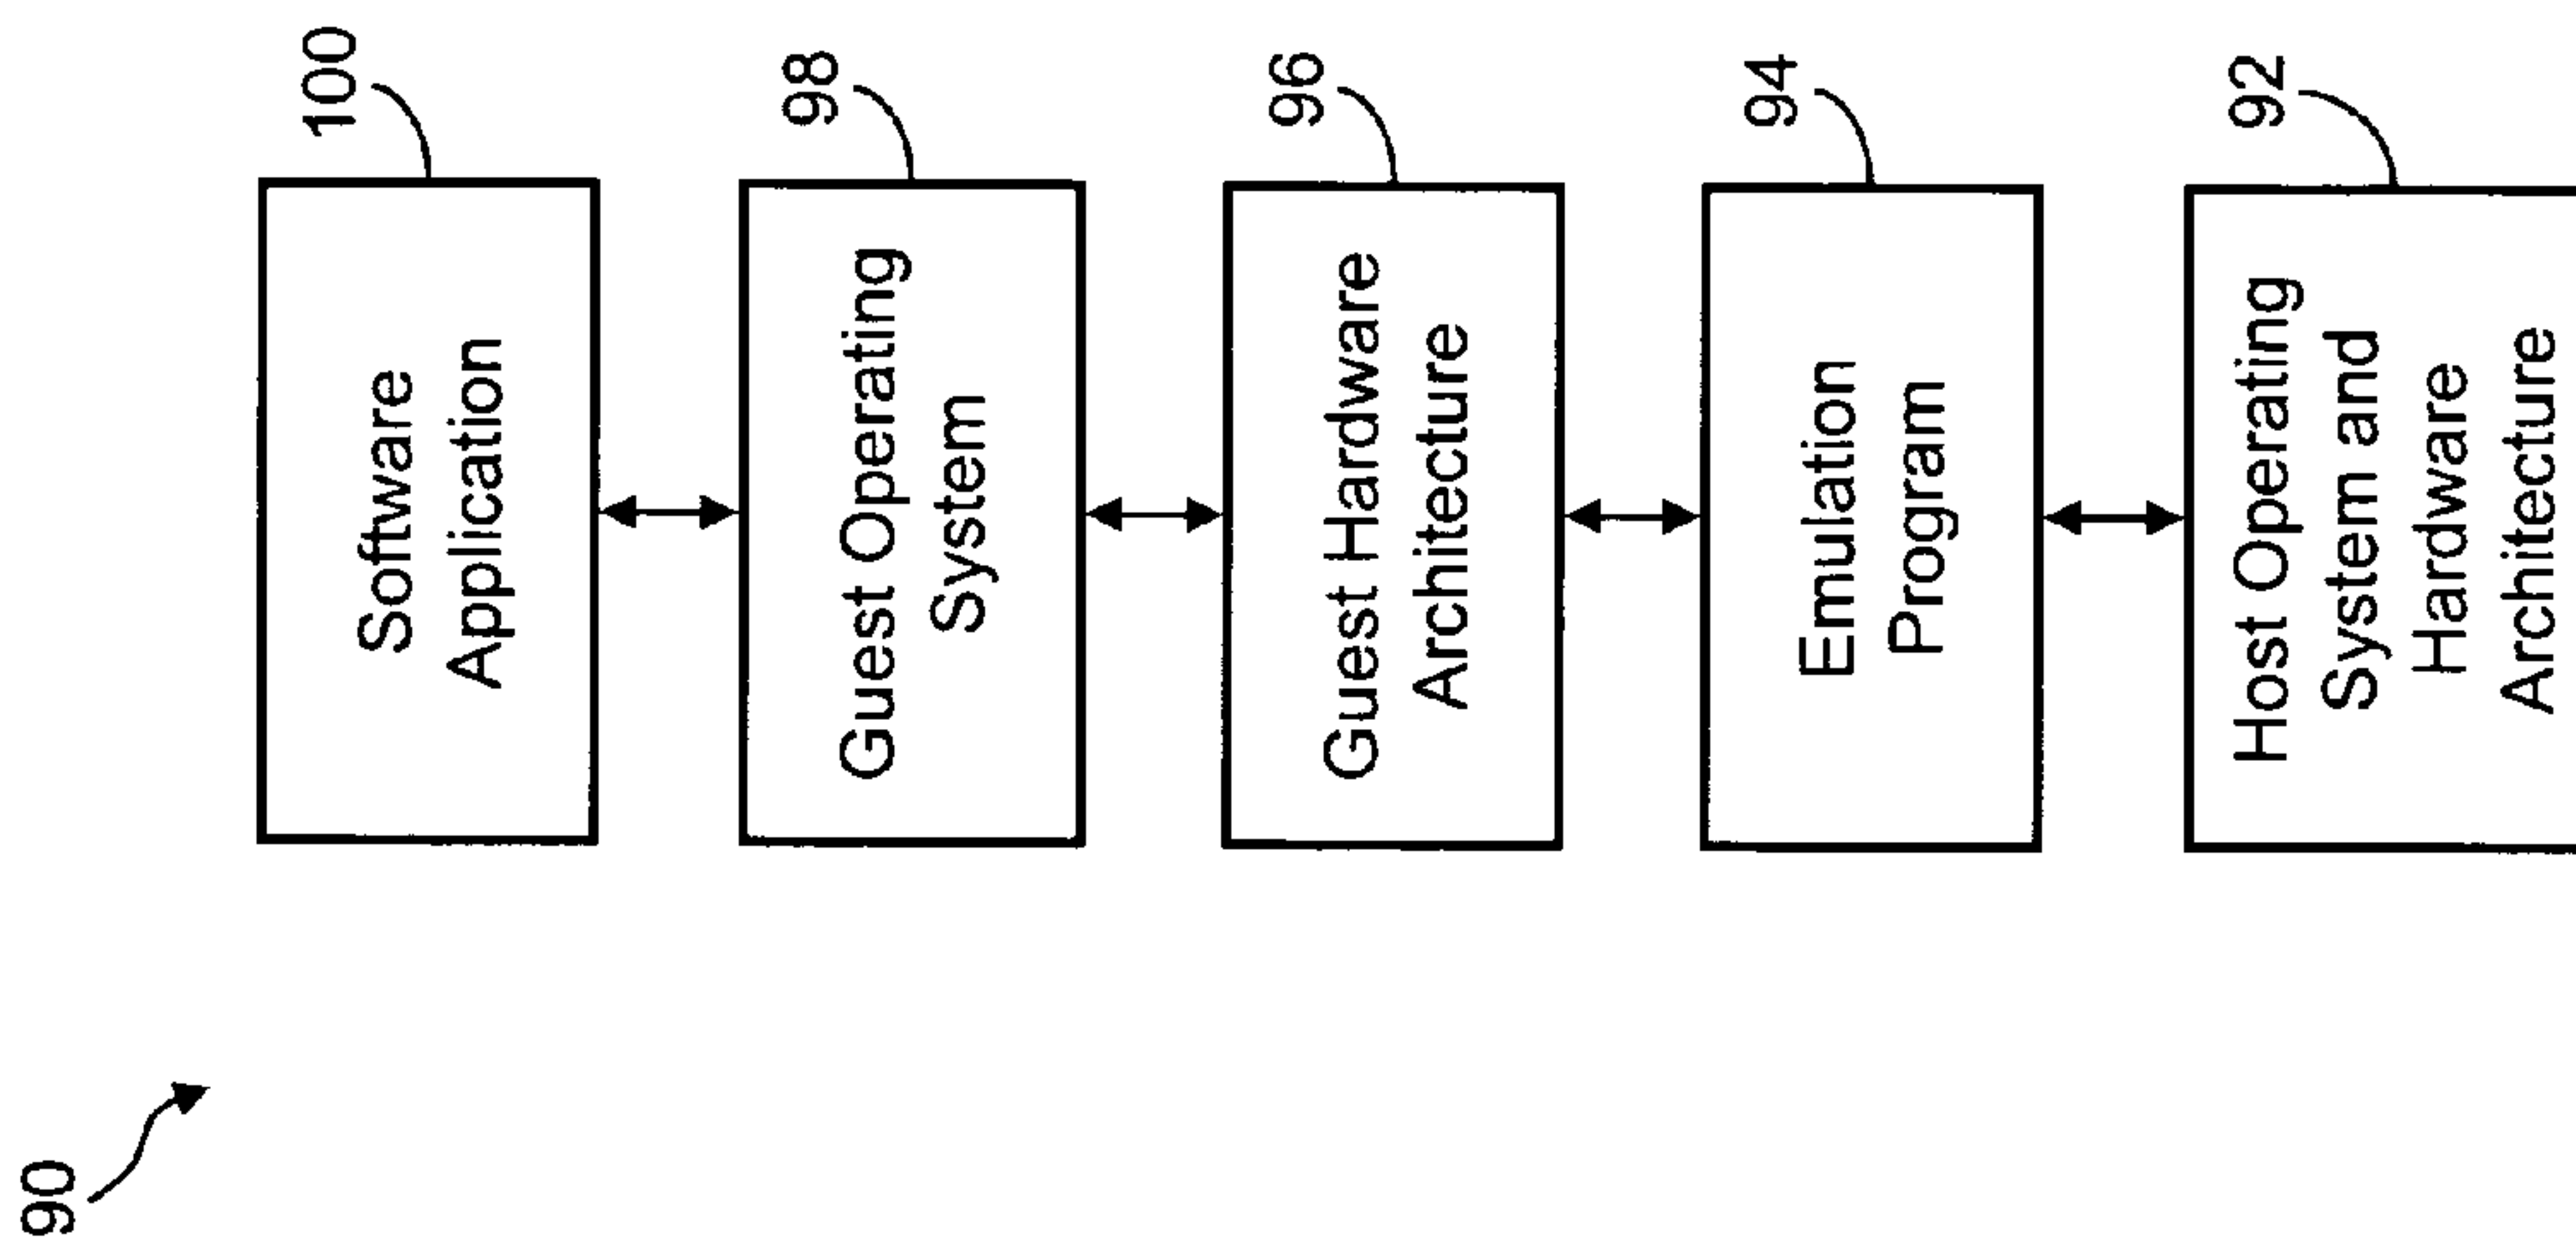 90
100
Software
Application
98
Guest Operating
System
96
Guest Hardware
Architecture
94
Emulation
Program
92
Host Operating
System and
Hardware
Architecture